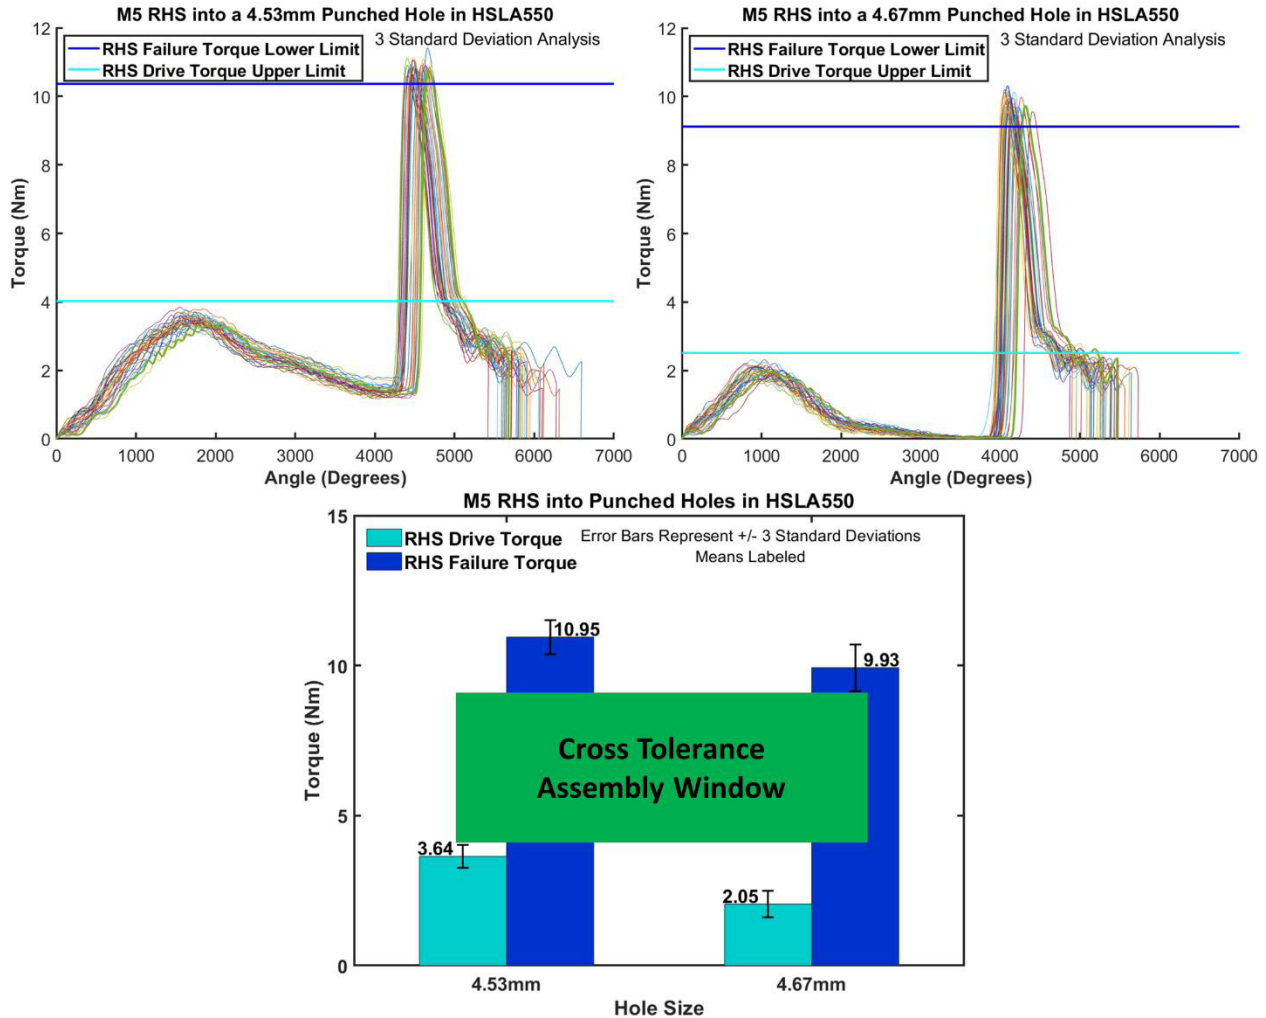 M5 RHS into a 4.53mm Punched Hole in HSLA550
RHS Failure Torque Lower Limit
RHS Drive Torque Upper Limit
3 Standard Deviation Analysis
12
10
8
6
4
2
0
Torque (Nm)
0 1000 2000 3000 4000 5000 6000 7000
Angle (Degrees)
M5 RHS into a 4.67mm Punched Hole in HSLA550
RHS Failure Torque Lower Limit
RHS Drive Torque Upper Limit
3 Standard Deviation Analysis
12
10
8
6
4
2
0
Torque (Nm)
0 1000 2000 3000 4000 5000 6000 7000
Angle (Degrees)
M5 RHS into Punched Holes in HSLA550
RHS Drive Torque
RHS Failure Torque
Error Bars Represent +/- 3 Standard Deviations
Means Labeled
15
10
5
0
Torque (Nm)
10.95
9.93
Cross Tolerance
Assembly Window
3.64
2.05
4.53mm 4.67mm
Hole Size